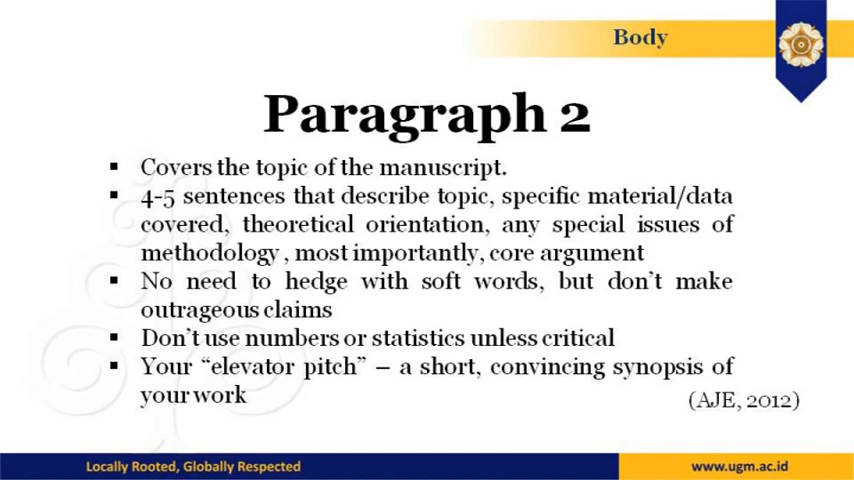 Body
Paragraph 2
▪ Covers the topic of the manuscript.
▪ 4-5 sentences that describe topic, specific material/data
covered, theoretical orientation, any special issues of
methodology , most importantly, core argument
▪ No need to hedge with soft words, but don't make
outrageous claims
▪ Don't use numbers or statistics unless critical
▪ Your “elevator pitch” – a short, convincing synopsis of
your work
(AJE, 2012)
Locally Rooted, Globally Respected
www.ugm.ac.id